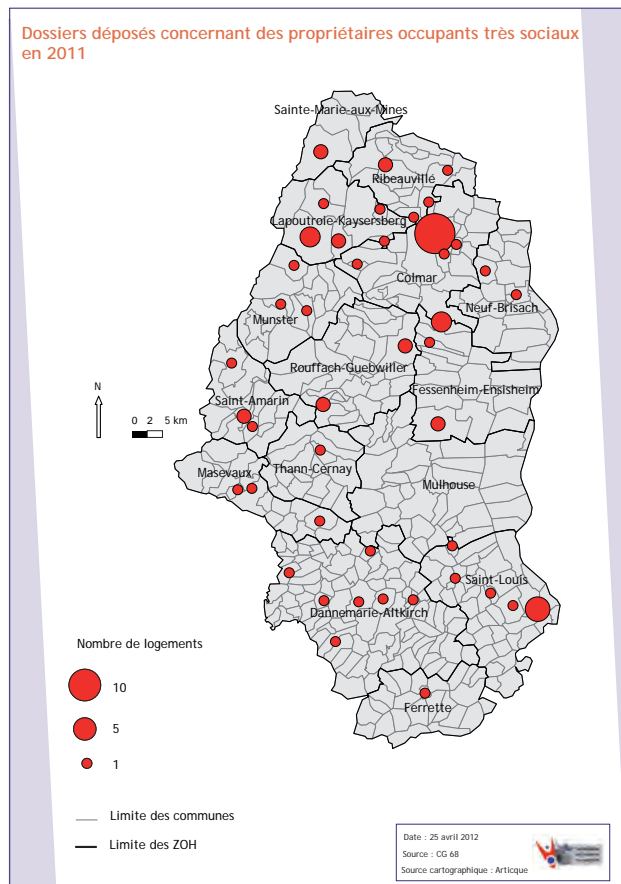 Dossiers déposés concernant des propriétaires occupants très sociaux
en 2011
Sainte-Marie-aux-Mines
Ribeauvillé
Lapoutroie-Kaysersberg
Colmar
Neuf-Brisach
Munster
Rouffach-Guebwiller
Fessenheim-Ensisheim
N
Saint-Amarin
0 2 5 km
Masevaux
Thann-Cernay
Mulhouse
Saint-Louis
Dannemarie-Altkirch
Ferrette
Nombre de logements
10
5
1
Limite des communes
Limite des ZOH
Date : 25 avril 2012
Source : CG 68
Source cartographique : Articque